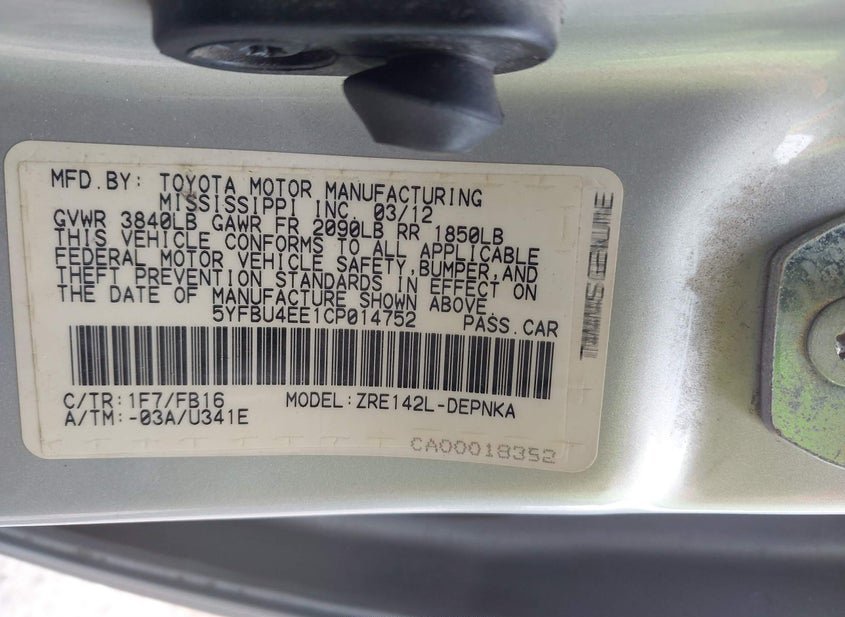 MFD.BY: TOYOTA MOTOR MANUFACTURING
MISSISSIPPI INC. 03/12
GVWR 3840LB GAWR FR 2090LB RR 1850LB
THIS VEHICLE CONFORMS TO ALL APPLICABLE
FEDERAL MOTOR VEHICLE SAFETY,BUMPER,AND
THEFT PREVENTION STANDARDS IN EFFECT ON
THE DATE OF MANUFACTURE SHOWN ABOVE.
5YFBU4EE1CP014752 PASS.CAR
C/TR:1F7/FB16 MODEL:ZRE142L-DEPNKA
A/TM:-03A/U341E
CA00018352